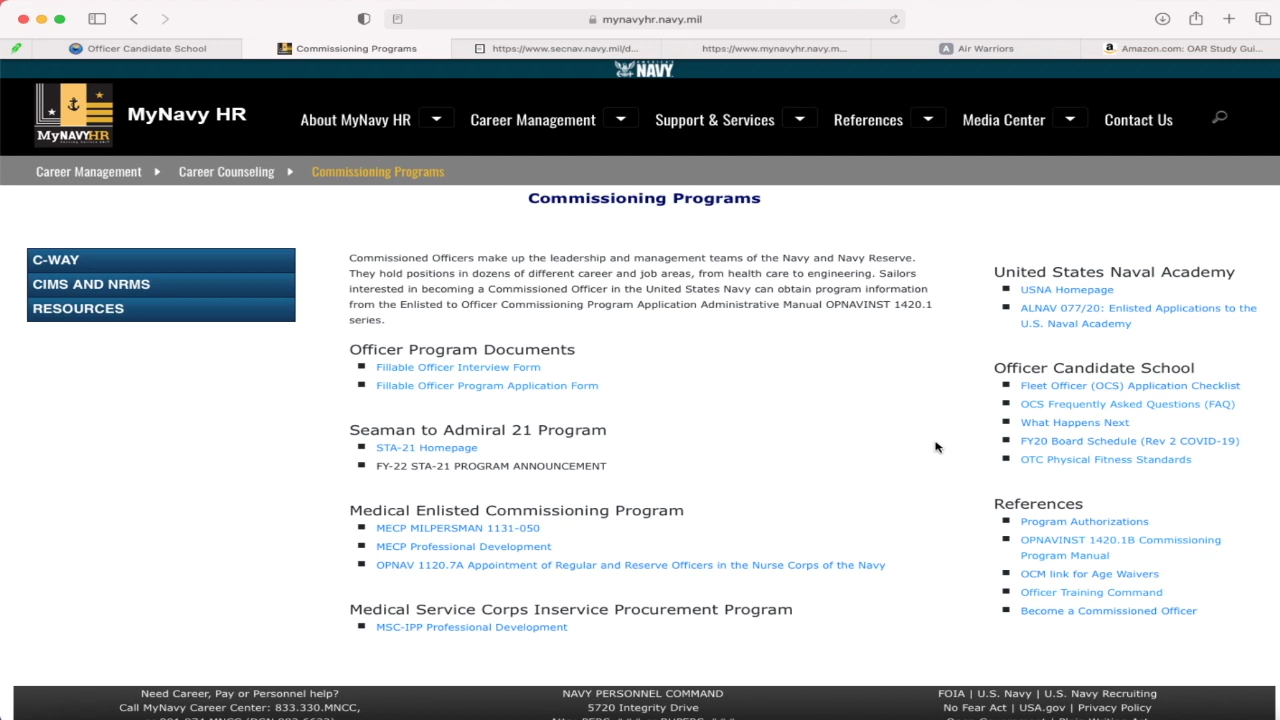 mynavyhr.navy.mil
Officer Candidate School
Commissioning Programs
https://www.secnav.navy.mil/d...
https://www.mynavyhr.navy.m...
Air Warriors
Amazon.com: OAR Study Gui...
AMERICA'S
NAVY
MyNAVYHR
MyNavy HR
About MyNavy HR
Career Management
Support & Services
References
Media Center
Contact Us
Career Management
Career Counseling
Commissioning Programs
Commissioning Programs
C-WAY
CIMS AND NRMS
RESOURCES
Commissioned Officers make up the leadership and management teams of the Navy and Navy Reserve.
They hold positions in dozens of different career and job areas, from health care to engineering. Sailors
interested in becoming a Commissioned Officer in the United States Navy can obtain program information
from the Enlisted to Officer Commissioning Program Application Administrative Manual OPNAVINST 1420.1
series.
Officer Program Documents
Fillable Officer Interview Form
Fillable Officer Program Application Form
Seaman to Admiral 21 Program
STA-21 Homepage
FY-22 STA-21 PROGRAM ANNOUNCEMENT
Medical Enlisted Commissioning Program
MECP MILPERSMAN 1131-050
MECP Professional Development
OPNAV 1120.7A Appointment of Regular and Reserve Officers in the Nurse Corps of the Navy
Medical Service Corps Inservice Procurement Program
MSC-IPP Professional Development
United States Naval Academy
USNA Homepage
ALNAV 077/20: Enlisted Applications to the
U.S. Naval Academy
Officer Candidate School
Fleet Officer (OCS) Application Checklist
OCS Frequently Asked Questions (FAQ)
What Happens Next
FY20 Board Schedule (Rev 2 COVID-19)
OTC Physical Fitness Standards
References
Program Authorizations
OPNAVINST 1420.1B Commissioning
Program Manual
OCM link for Age Waivers
Officer Training Command
Become a Commissioned Officer
Need Career, Pay or Personnel help?
Call MyNavy Career Center: 833.330.MNCC,
NAVY PERSONNEL COMMAND
5720 Integrity Drive
FOIA | U.S. Navy | U.S. Navy Recruiting
No Fear Act | USA.gov | Privacy Policy